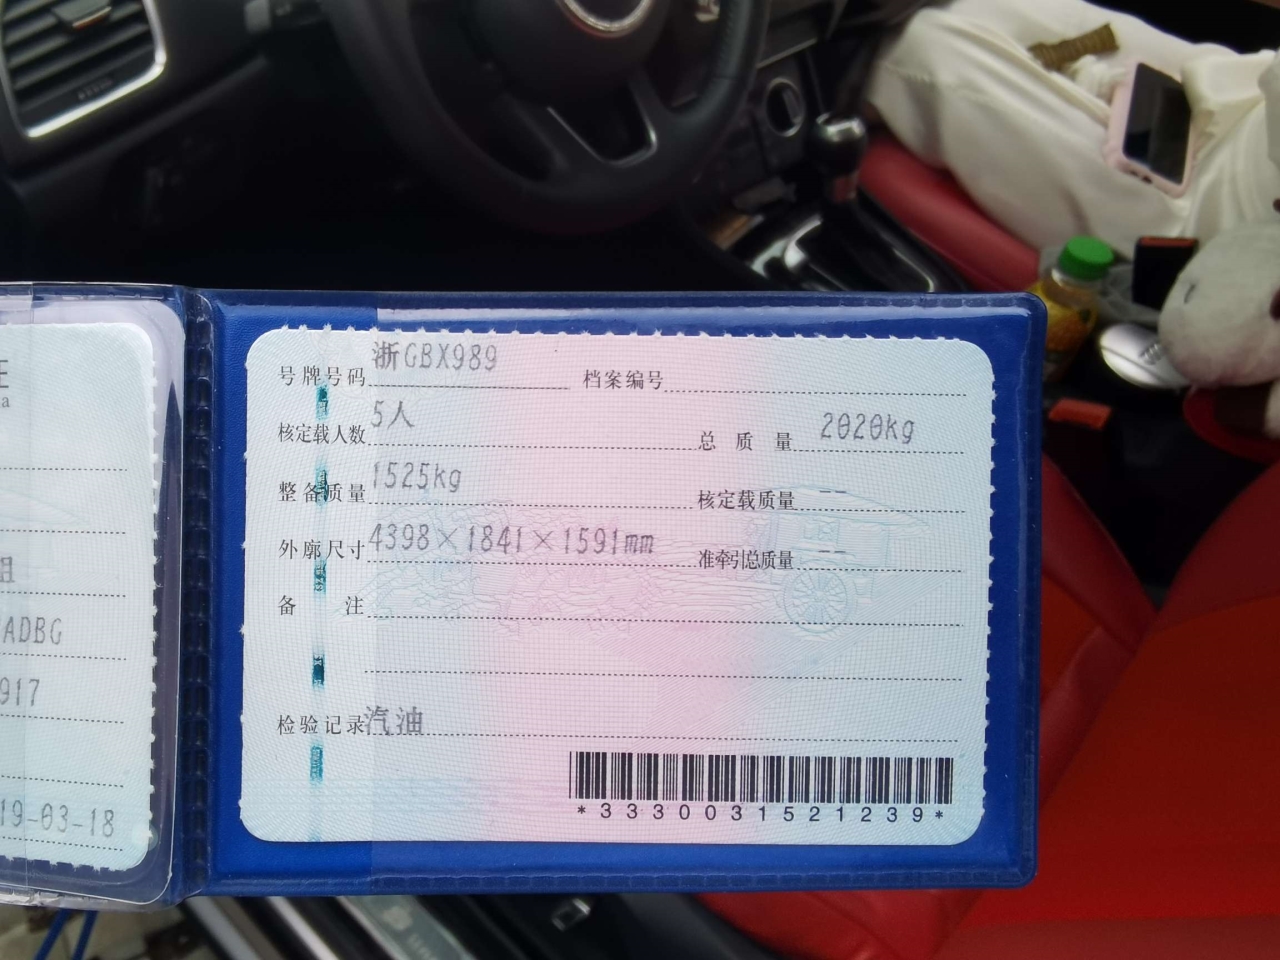 E
a
组
ADBG
917
19-03-18
号牌号码 浙GBX989 档案编号
核定载人数 5人 总质量 2020kg
整备质量 1525kg 核定载质量 --
外廓尺寸 4398×1841×1591mm 准牵引总质量 --
备注
检验记录 汽油
*3330031521239*